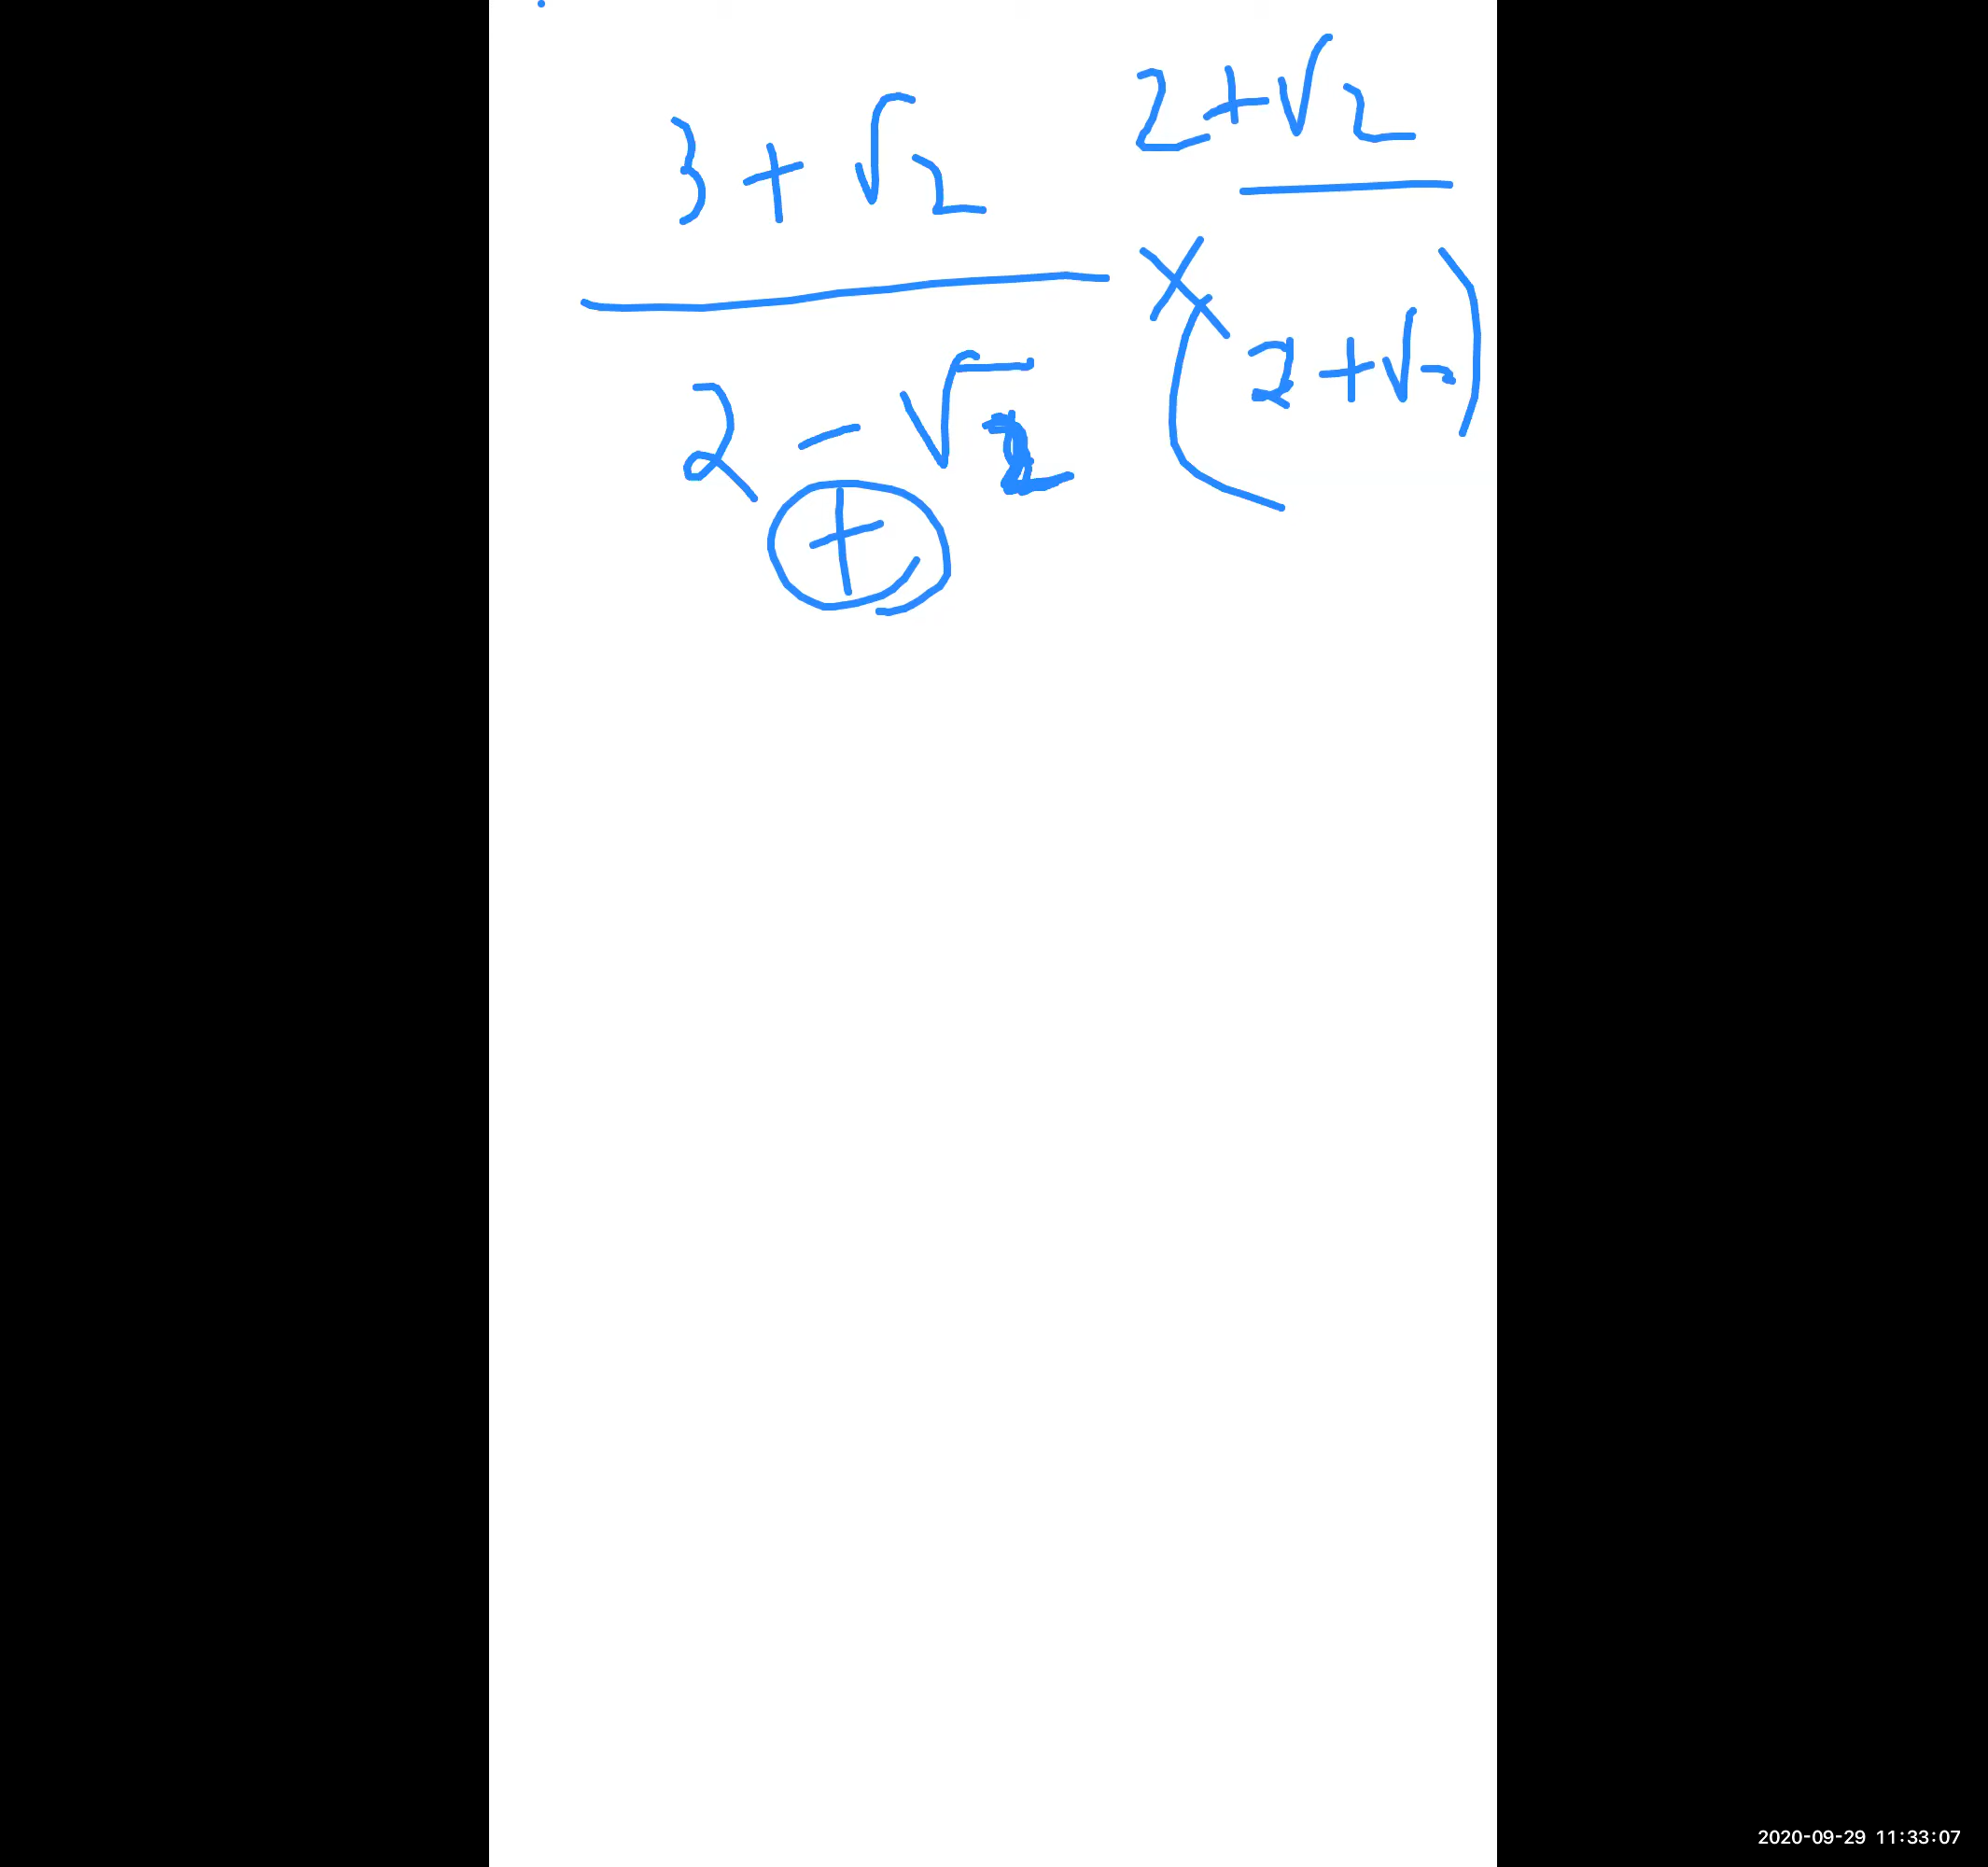 3 + √2   2 + √2
2 - √2 × (2 + √2)
+
2020-09-29 11:33:07